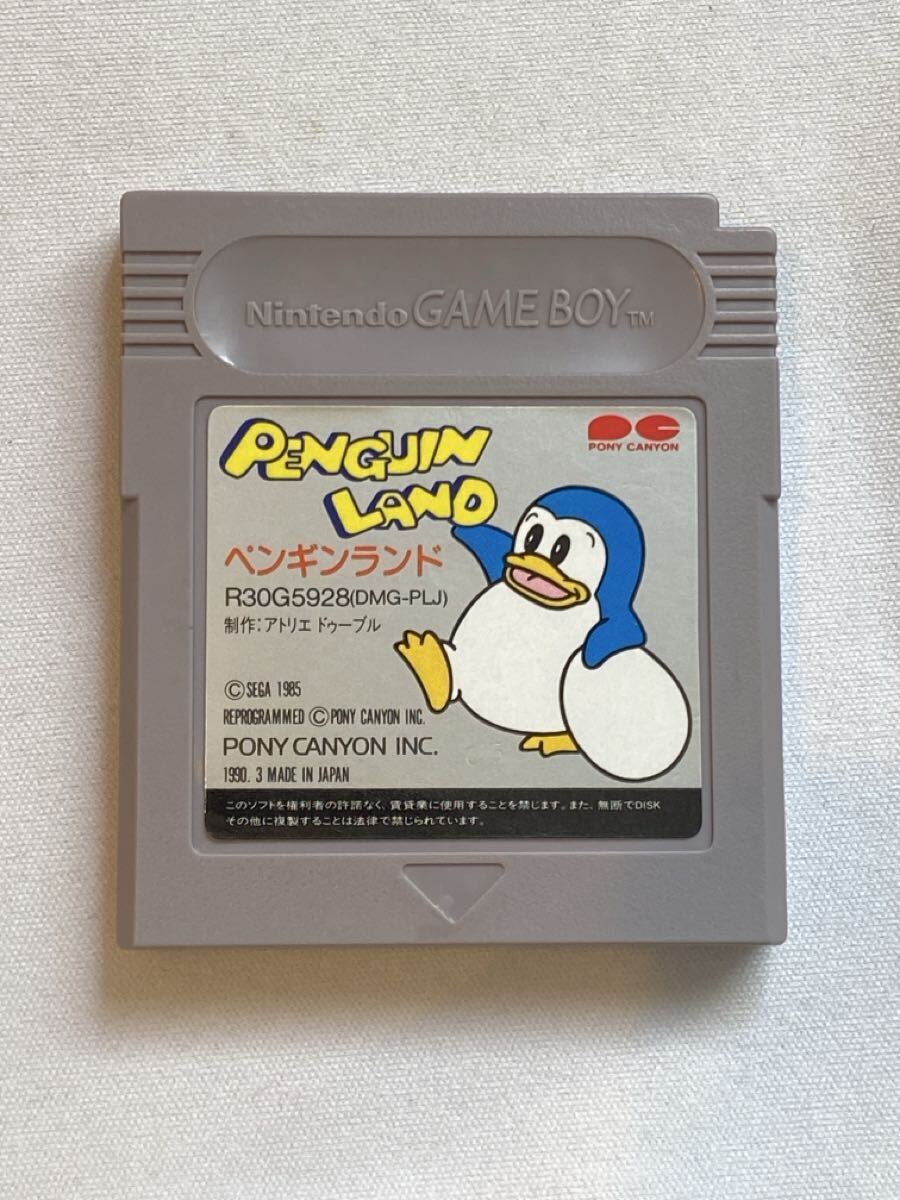 Nintendo GAME BOY™
PENGUIN
LAND
PONY CANYON
ペンギンランド
R30G5928(DMG-PLJ)
制作:アトリエ ドゥーブル
©SEGA 1985
REPROGRAMMED ©PONY CANYON INC.
PONY CANYON INC.
1990. 3 MADE IN JAPAN
このソフトを権利者の許諾なく、賃貸業に使用することを禁じます。また、無断でDISK
その他に複製することは法律で禁じられています。